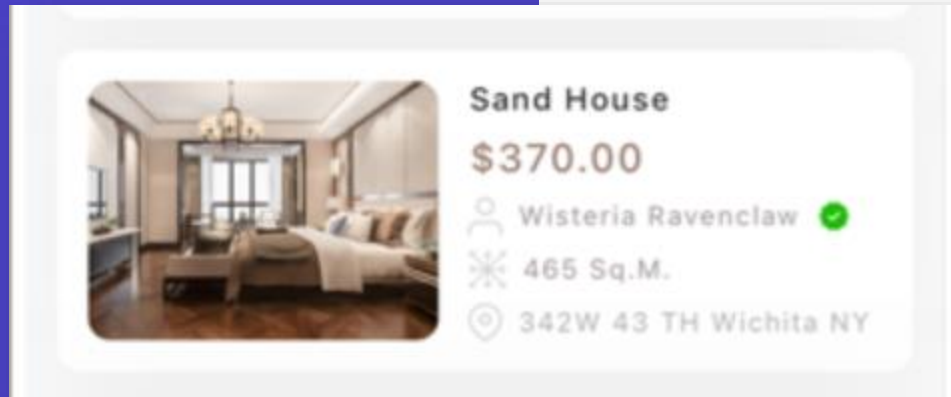 Sand House
$370.00
Wisteria Ravenclaw
465 Sq.M.
342W 43 TH Wichita NY